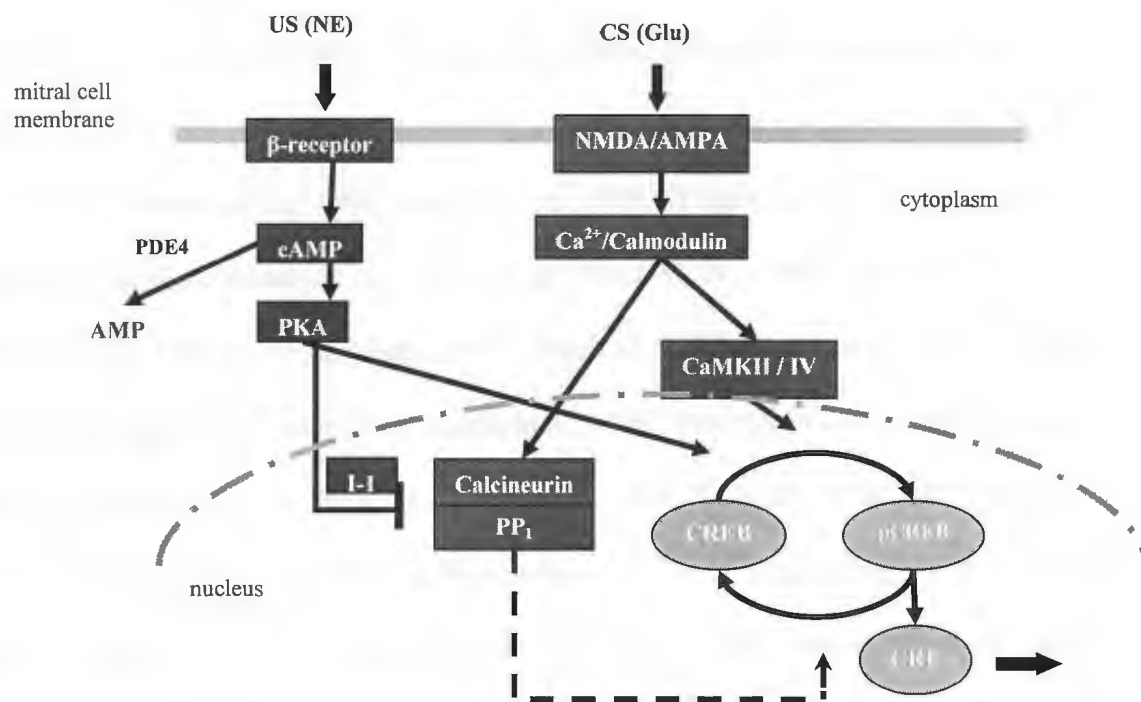 US (NE)
CS (Glu)
mitral cell
membrane
β-receptor
NMDA/AMPA
cytoplasm
PDE4
cAMP
Ca²⁺/Calmodulin
AMP
PKA
CaMKII / IV
I-1
Calcineurin
PP₁
CREB
pCREB
nucleus
CRE